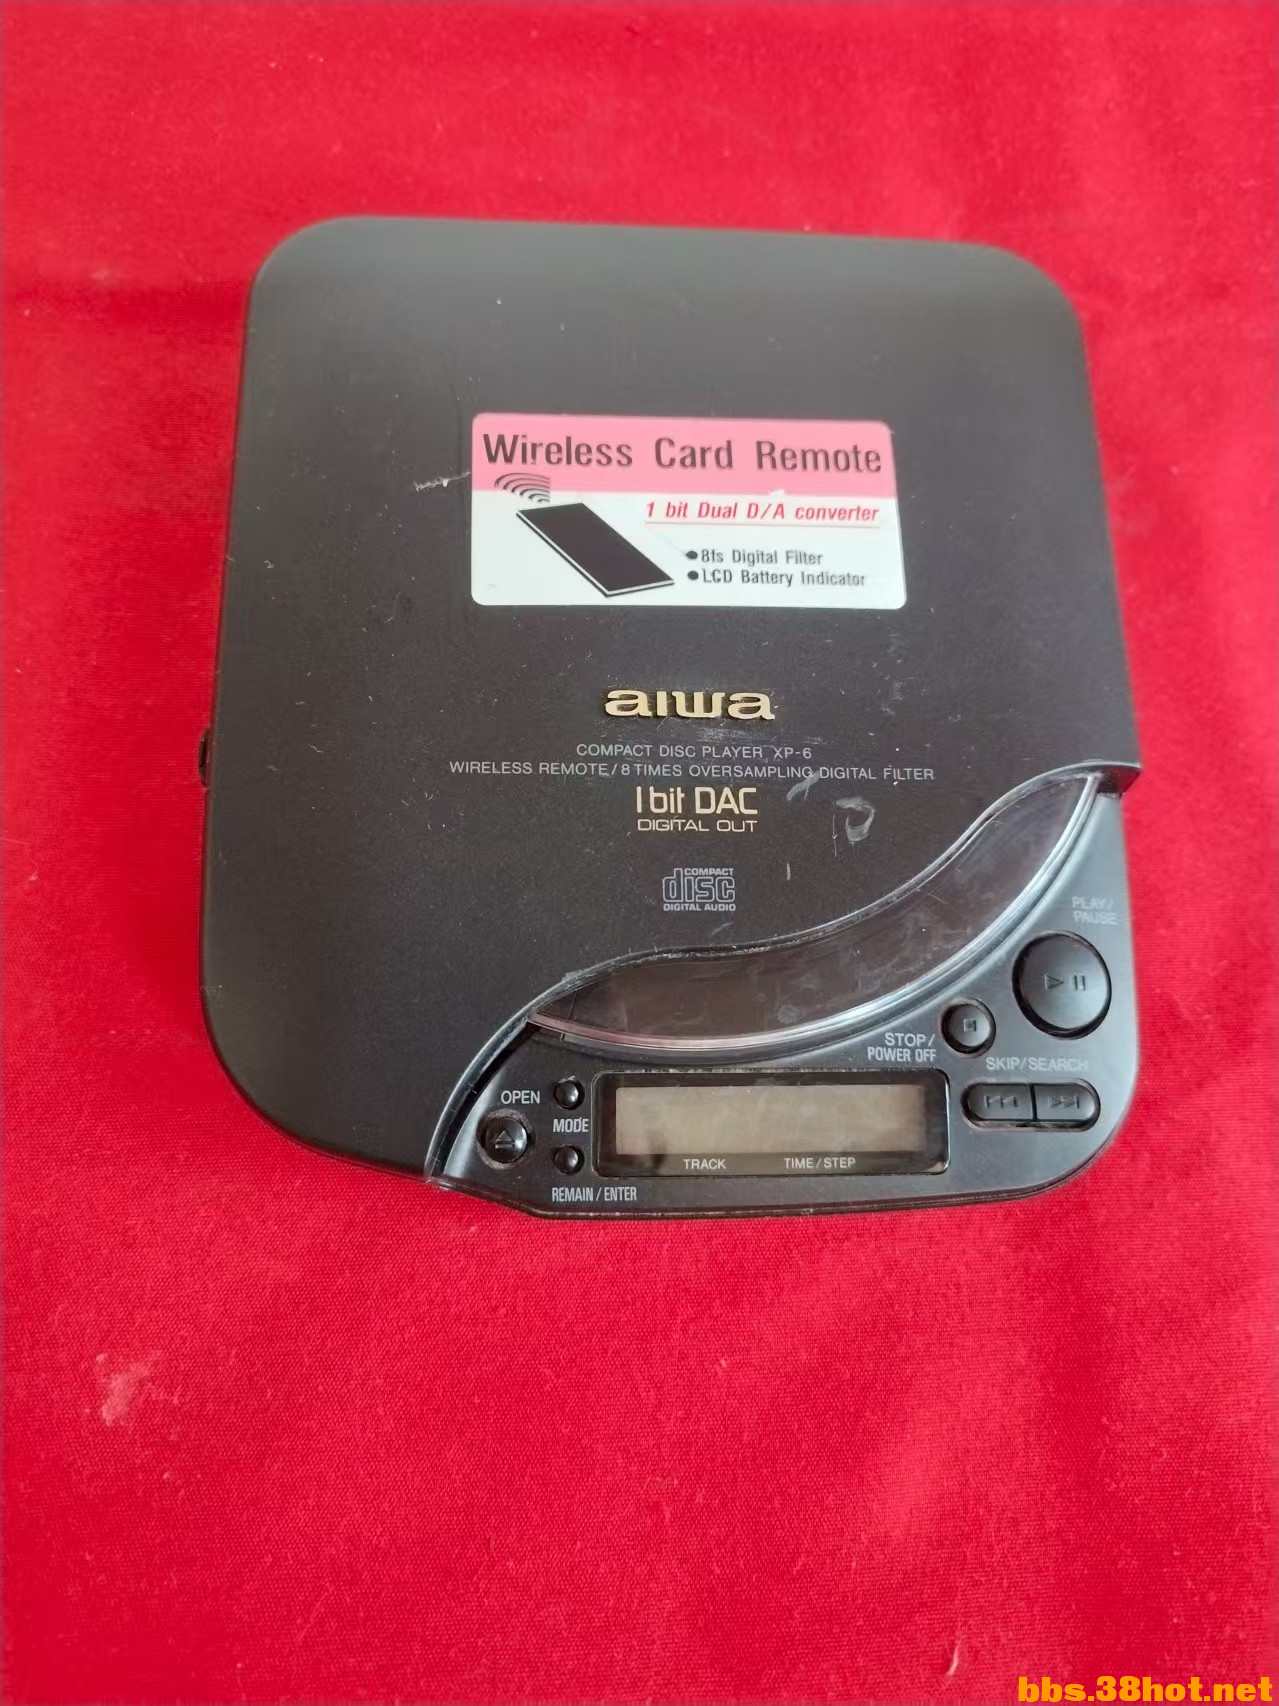 Wireless Card Remote
1 bit Dual D/A converter
●8fs Digital Filter
●LCD Battery Indicator
aiwa
COMPACT DISC PLAYER XP-6
WIRELESS REMOTE/8 TIMES OVERSAMPLING DIGITAL FILTER
1bit DAC
DIGITAL OUT
COMPACT
disc
DIGITAL AUDIO
PLAY/
PAUSE
STOP/
POWER OFF
SKIP/SEARCH
OPEN
MODE
TRACK TIME/STEP
REMAIN/ENTER
bbs.38hot.net